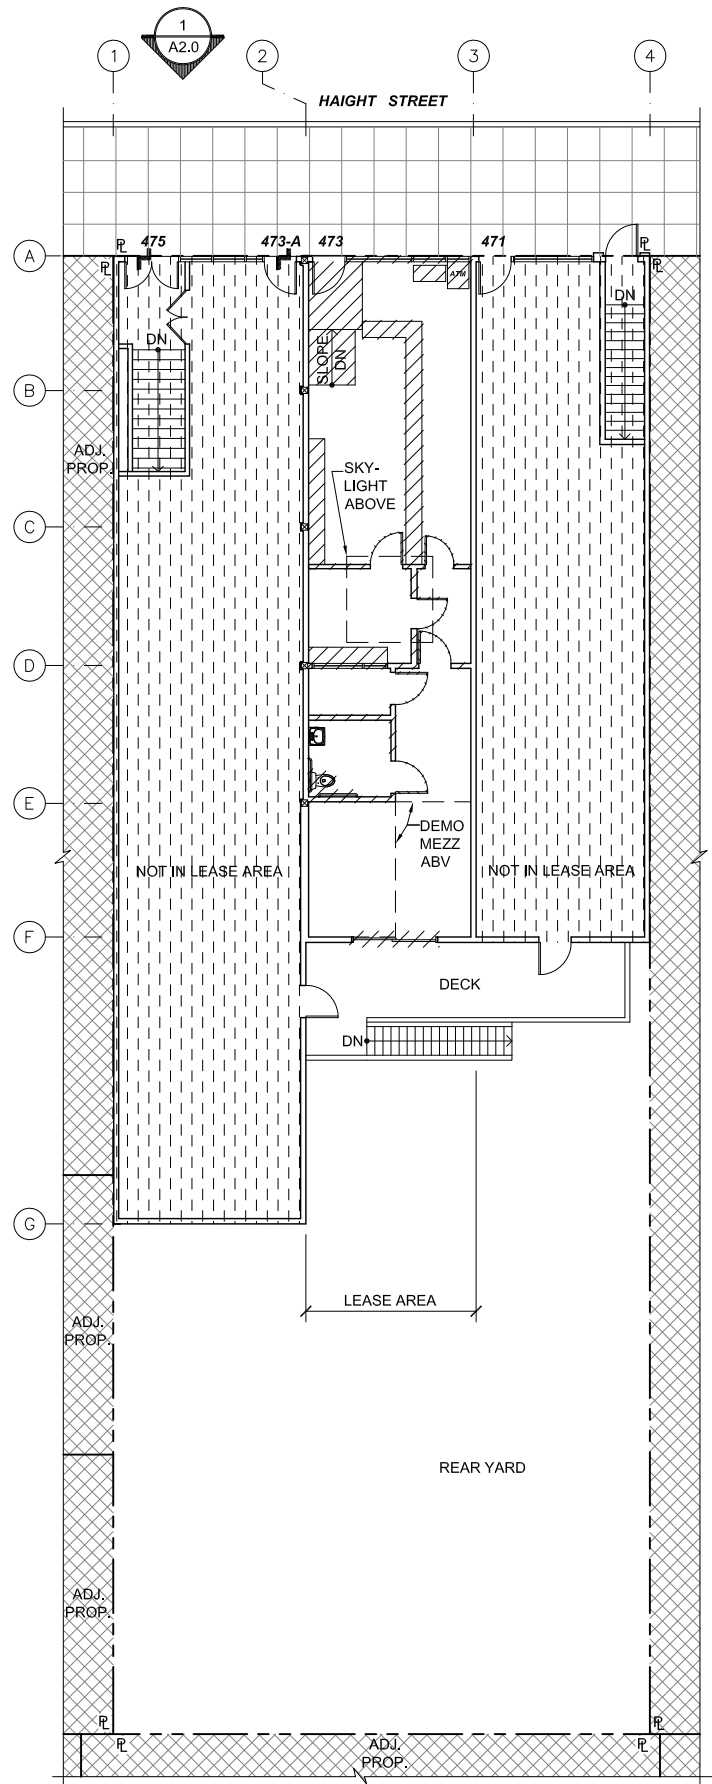 1
A2.0
1
2
3
4
HAIGHT STREET
A
PL
475
473-A
473
471
PL
PL
PL
ATM
DN
DN
SLOPE
DN
B
ADJ.
PROP.
SKY-
LIGHT
ABOVE
C
D
E
DEMO
MEZZ
ABV
NOT IN LEASE AREA
NOT IN LEASE AREA
F
DECK
DN
G
LEASE AREA
ADJ.
PROP.
REAR YARD
ADJ.
PROP.
PL
PL
PL
PL
ADJ.
PROP.